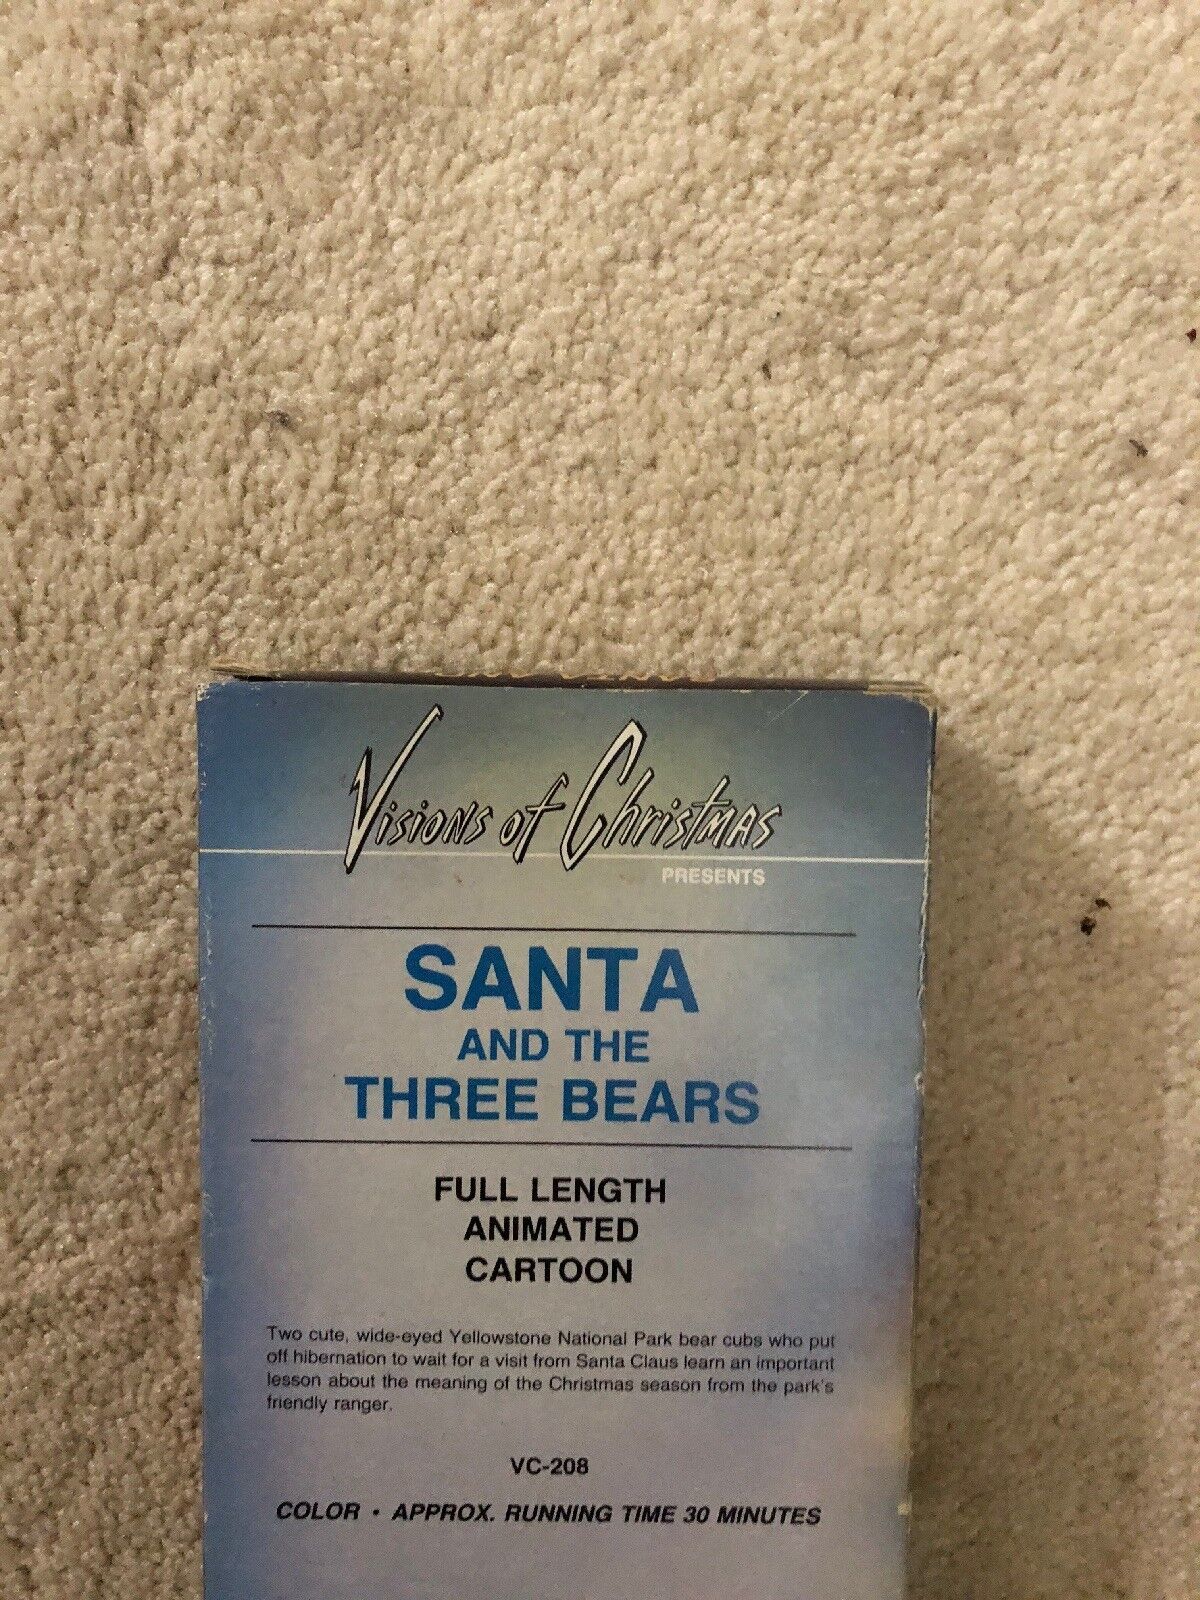 Visions of Christmas
PRESENTS
SANTA
AND THE
THREE BEARS
FULL LENGTH
ANIMATED
CARTOON
Two cute, wide-eyed Yellowstone National Park bear cubs who put
off hibernation to wait for a visit from Santa Claus learn an important
lesson about the meaning of the Christmas season from the park's
friendly ranger.
VC-208
COLOR • APPROX. RUNNING TIME 30 MINUTES